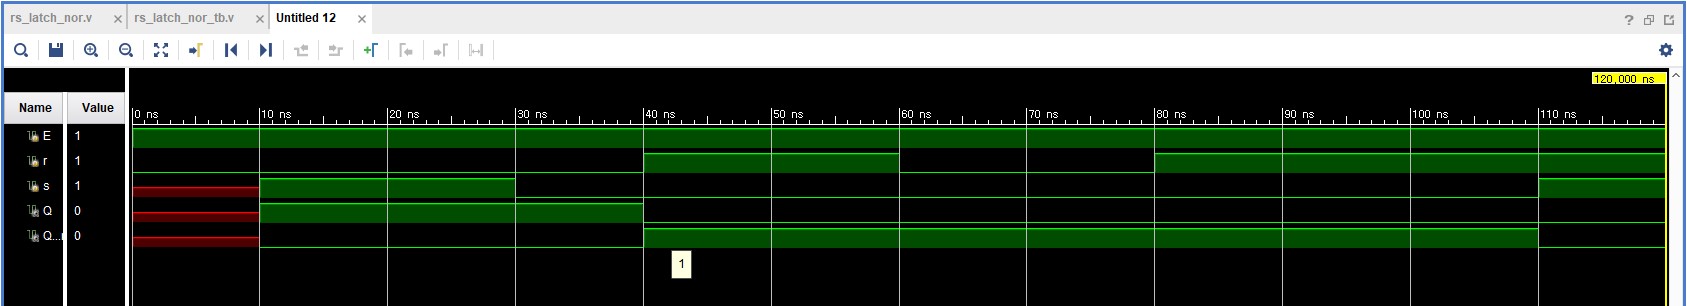 rs_latch_nor.v × rs_latch_nor_tb.v × Untitled 12 ×
?
120,000 ns
Name Value
0 ns 10 ns 20 ns 30 ns 40 ns 50 ns 60 ns 70 ns 80 ns 90 ns 100 ns 110 ns
E 1
r 1
s 1
Q 0
Q...r 0
1